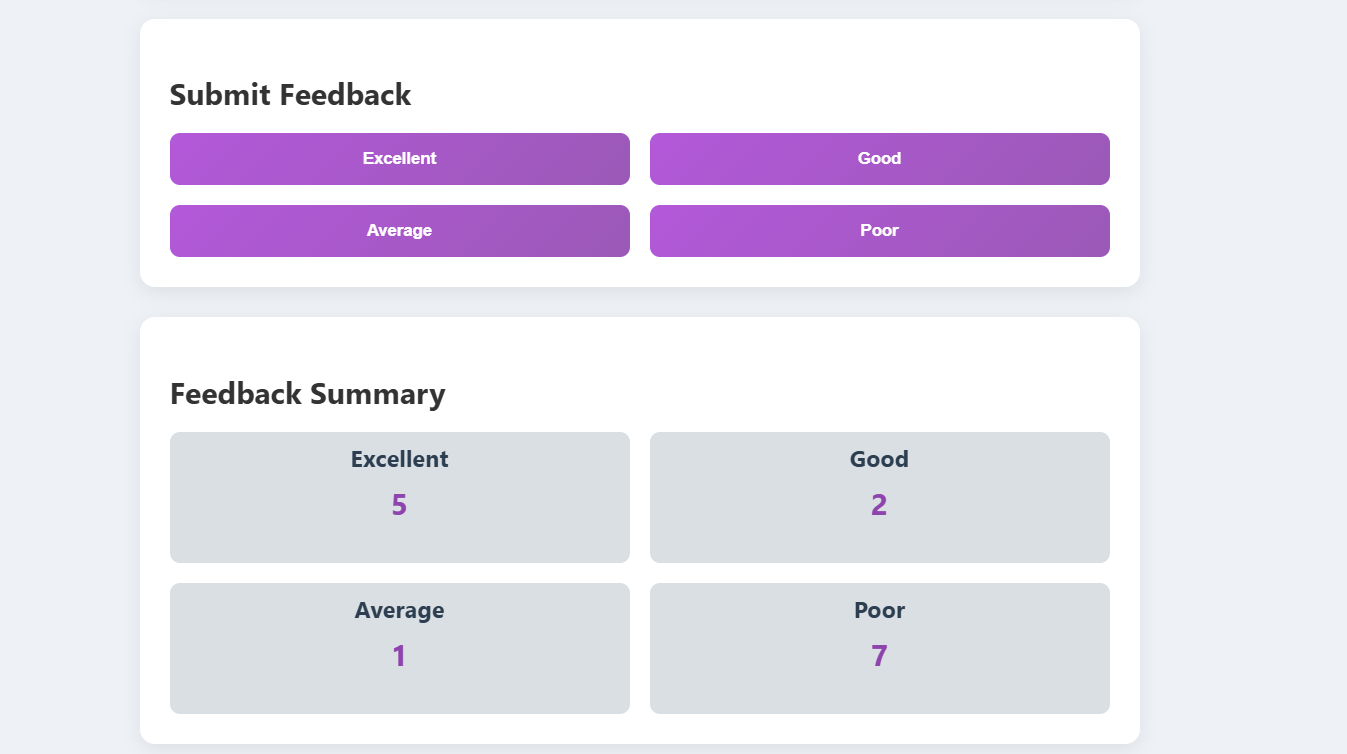 Submit Feedback
Excellent
Good
Average
Poor
Feedback Summary
Excellent
5
Good
2
Average
1
Poor
7